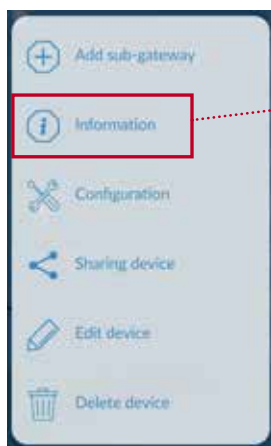 Add sub-gateway
Information
Configuration
Sharing device
Edit device
Delete device